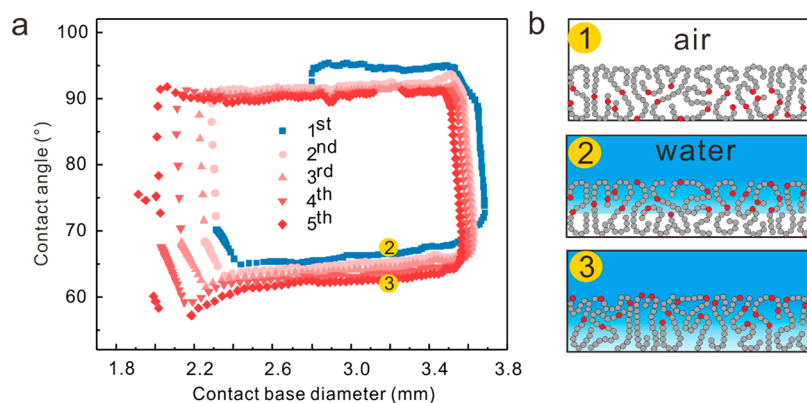 a
Contact angle (°)
100
90
80
70
60
1st
2nd
3rd
4th
5th
2
3
1.8 2.2 2.6 3.0 3.4 3.8
Contact base diameter (mm)
b
1
air
2
water
3